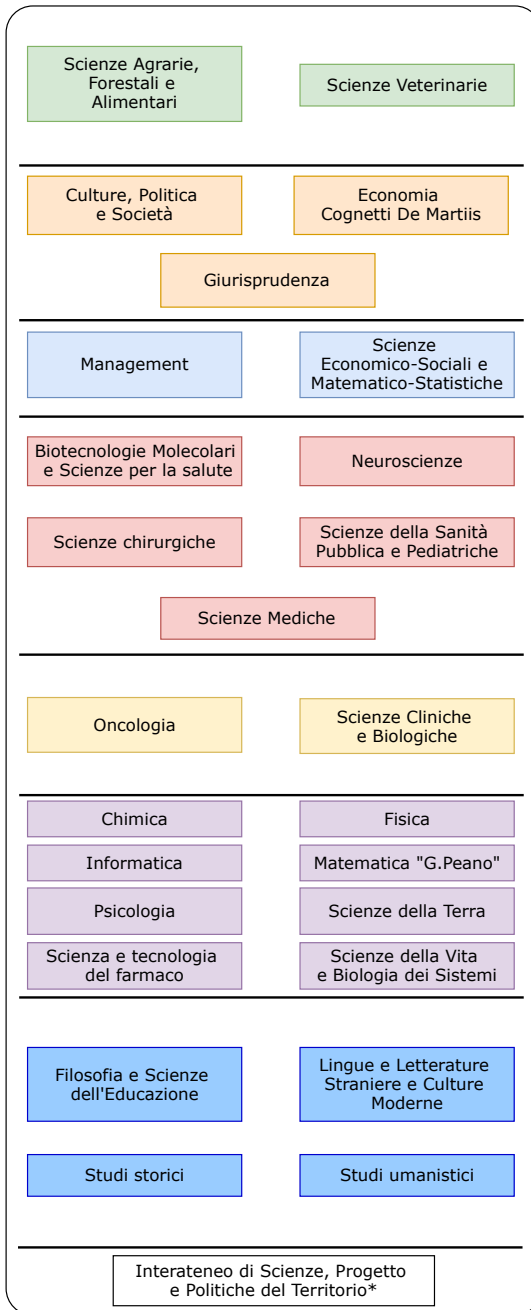 Scienze Agrarie,
Forestali e
Alimentari
Scienze Veterinarie
Culture, Politica
e Società
Economia
Cognetti De Martiis
Giurisprudenza
Management
Scienze
Economico-Sociali e
Matematico-Statistiche
Biotecnologie Molecolari
e Scienze per la salute
Neuroscienze
Scienze chirurgiche
Scienze della Sanità
Pubblica e Pediatriche
Scienze Mediche
Oncologia
Scienze Cliniche
e Biologiche
Chimica
Fisica
Informatica
Matematica "G.Peano"
Psicologia
Scienze della Terra
Scienza e tecnologia
del farmaco
Scienze della Vita
e Biologia dei Sistemi
Filosofia e Scienze
dell'Educazione
Lingue e Letterature
Straniere e Culture
Moderne
Studi storici
Studi umanistici
Interateneo di Scienze, Progetto
e Politiche del Territorio*